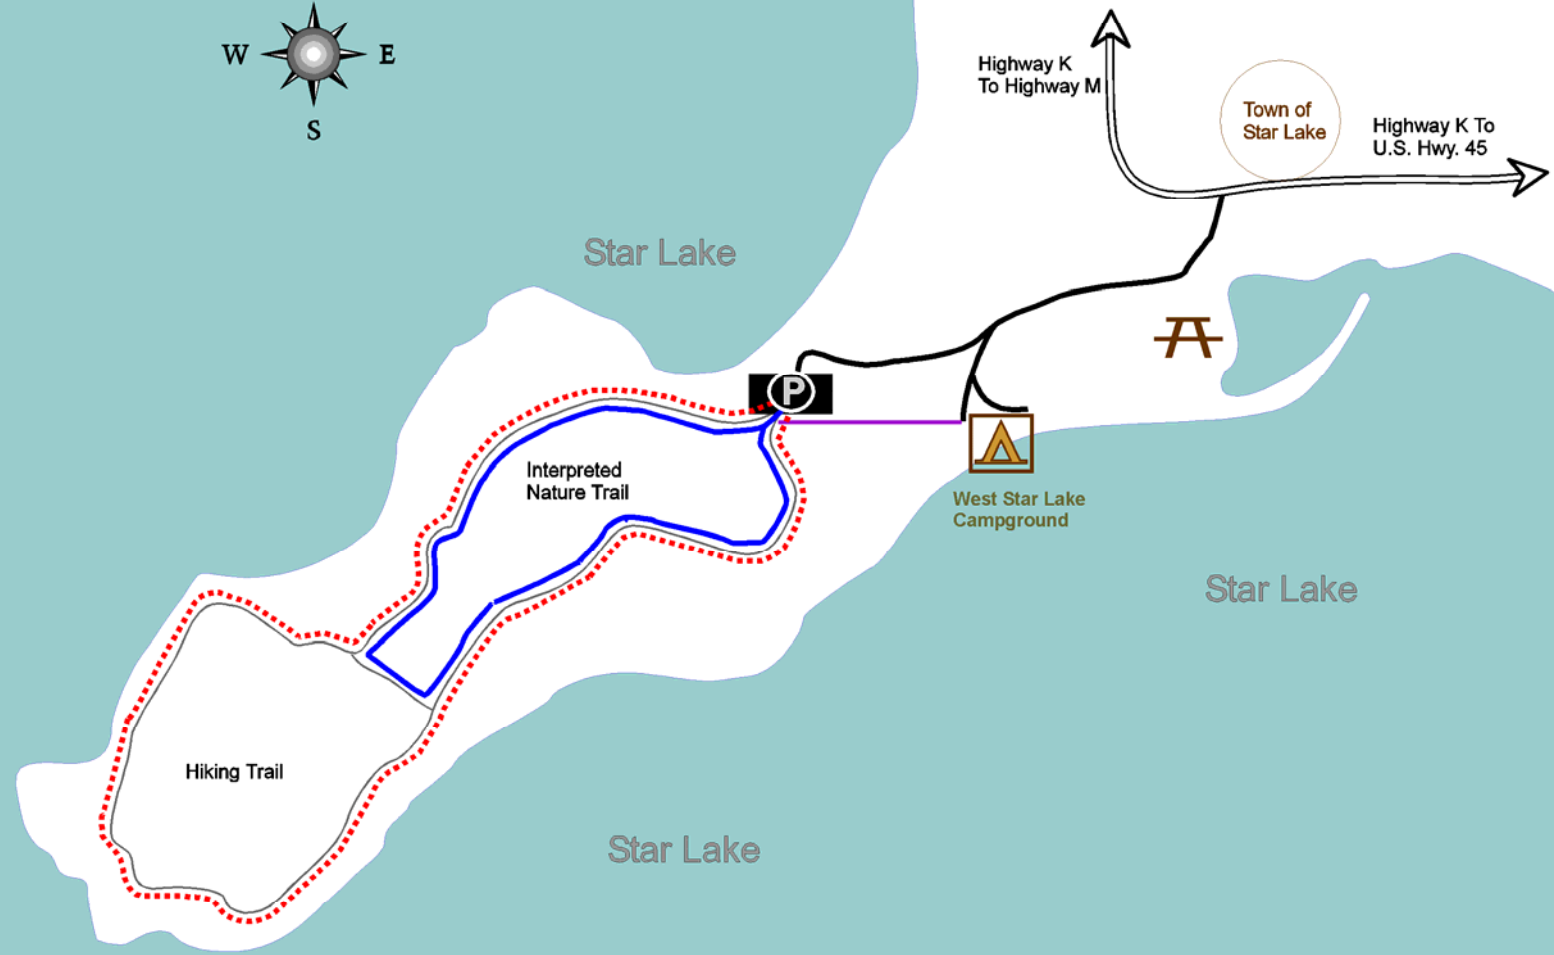 W
E
S
Highway K
To Highway M
Town of
Star Lake
Highway K To
U.S. Hwy. 45
Star Lake
P
Interpreted
Nature Trail
West Star Lake
Campground
Star Lake
Hiking Trail
Star Lake